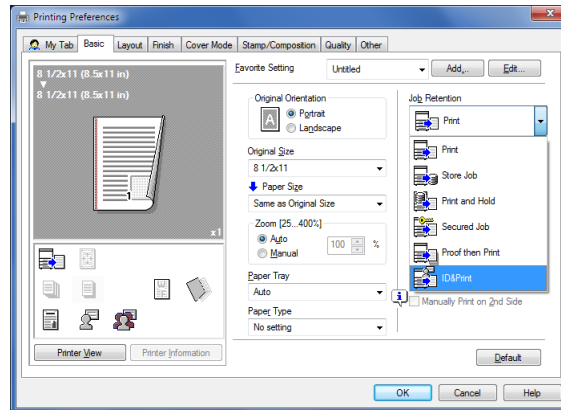 Printing Preferences
My Tab Basic Layout Finish Cover Mode Stamp/Composition Quality Other
8 1/2x11 (8.5x11 in)
8 1/2x11 (8.5x11 in)
1
x1
Printer View Printer Information
Favorite Setting Untitled Add... Edit...
Original Orientation
A
Portrait
Landscape
Original Size
8 1/2x11
Paper Size
Same as Original Size
Zoom [25...400%]
Auto
Manual
100 %
Paper Tray
Auto
Paper Type
No setting
Job Retention
Print
Print
Store Job
Print and Hold
Secured Job
Proof then Print
ID&Print
Manually Print on 2nd Side
Default
OK Cancel Help